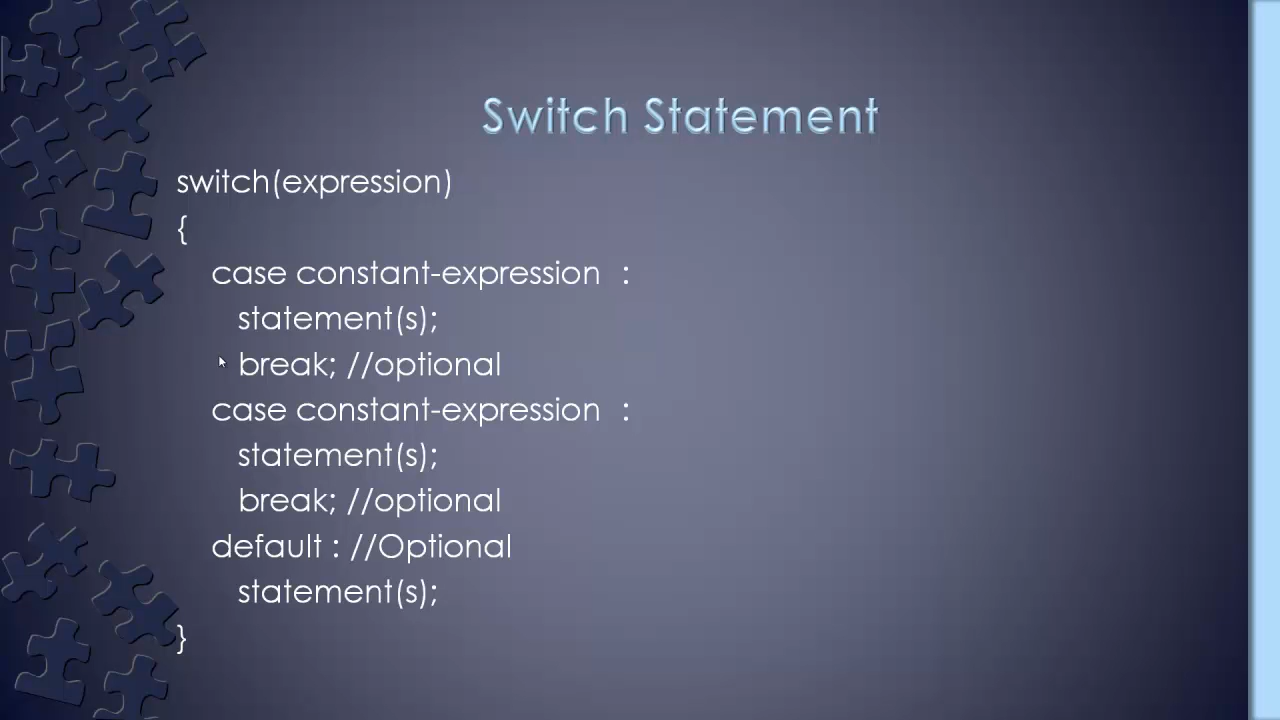 Switch Statement
switch(expression)
{
case constant-expression :
statement(s);
break; //optional
case constant-expression :
statement(s);
break; //optional
default : //Optional
statement(s);
}